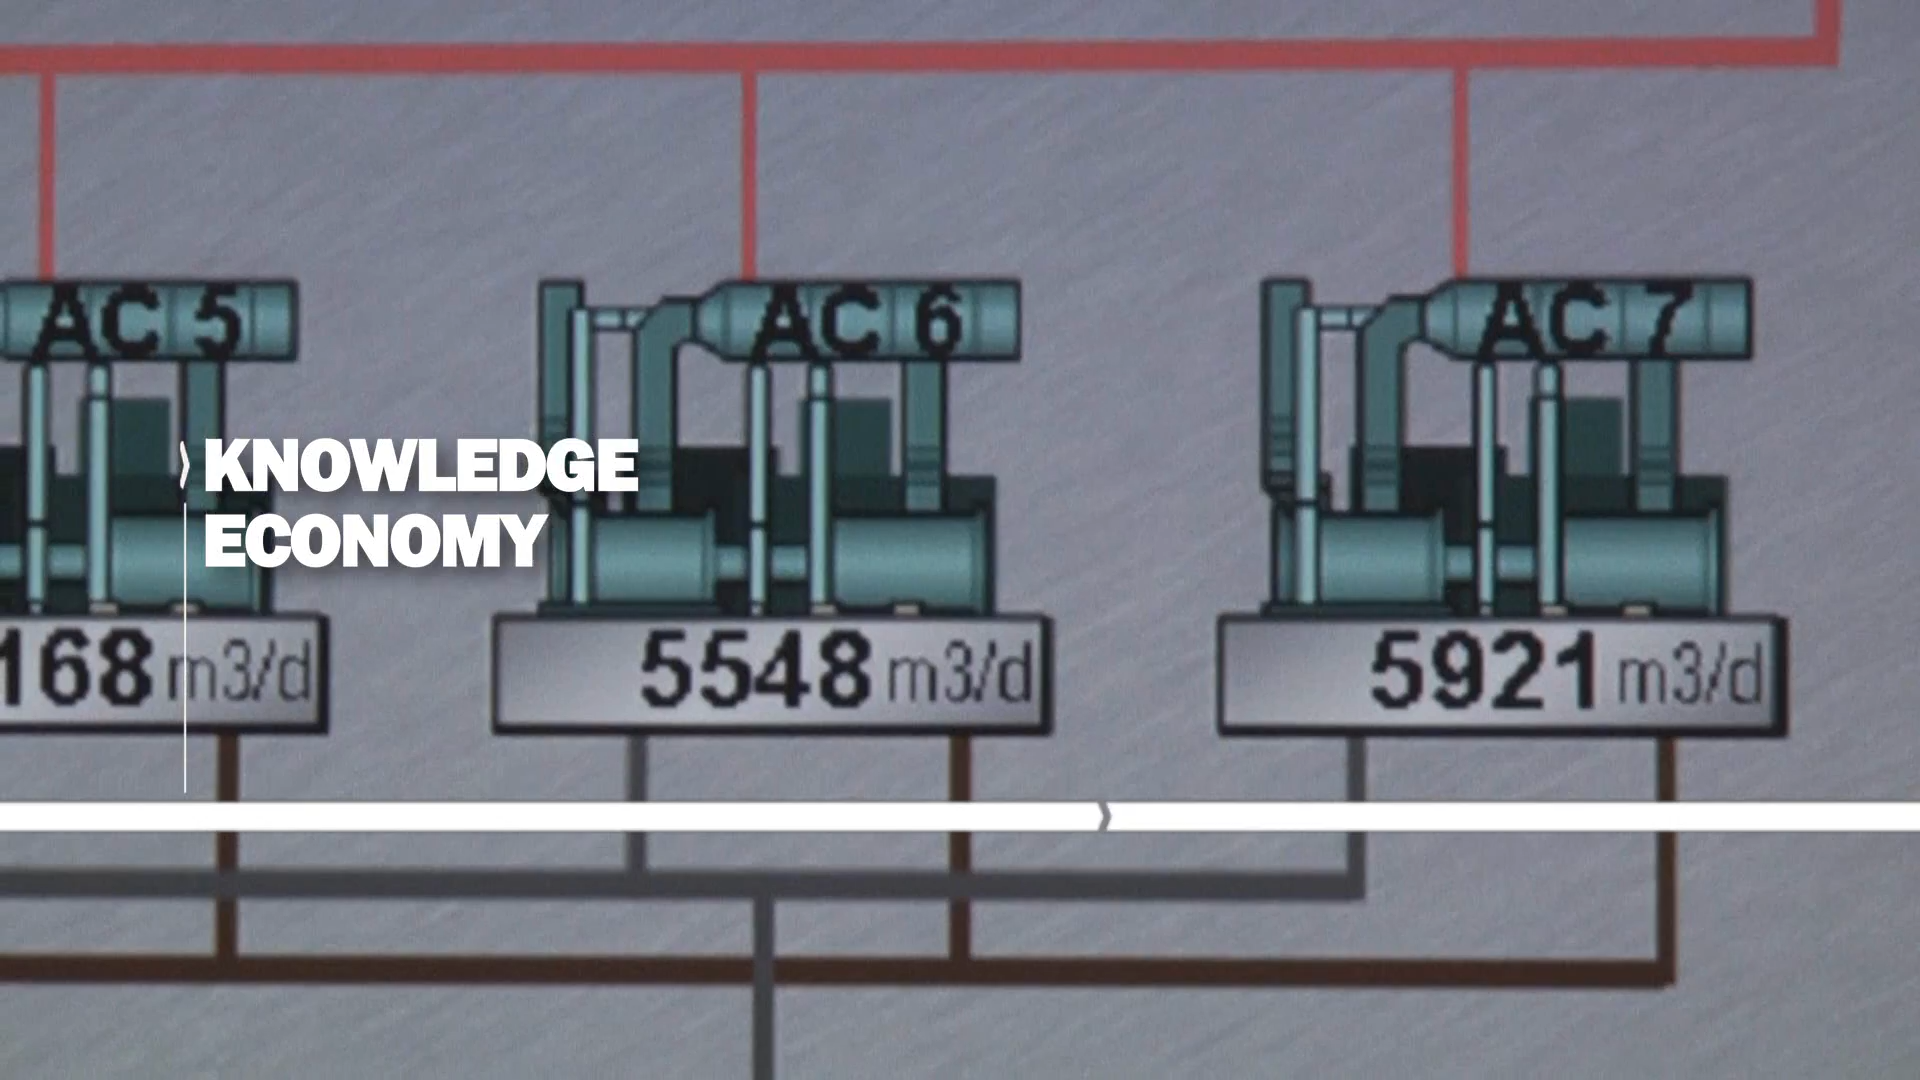 AC 5
AC 6
AC 7
KNOWLEDGE
ECONOMY
168 m3/d
5548 m3/d
5921 m3/d